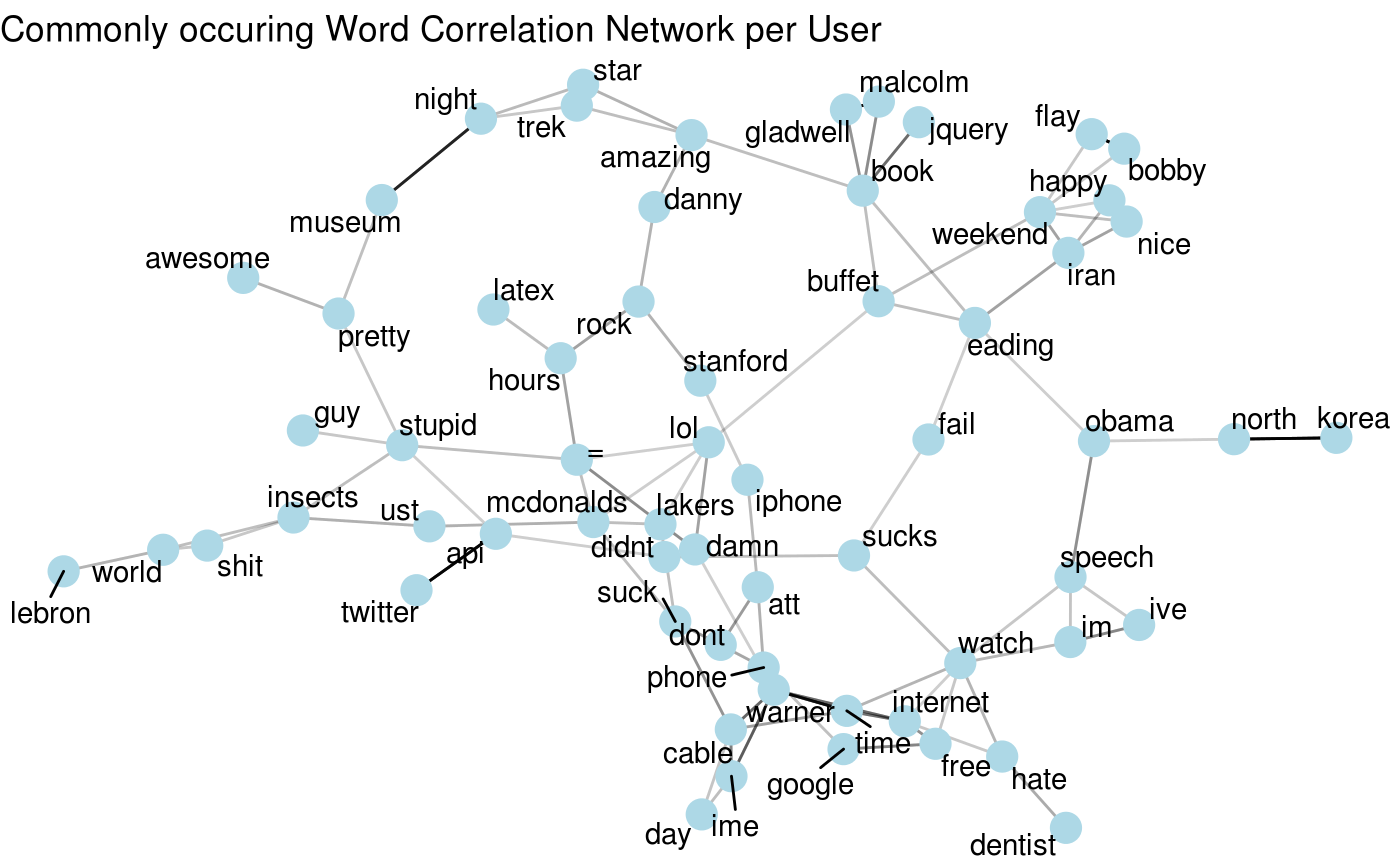 Commonly occuring Word Correlation Network per User
star
malcolm
night
trek
gladwell
jquery
flay
amazing
book
bobby
happy
danny
museum
weekend
nice
awesome
iran
latex
buffet
rock
pretty
eading
stanford
hours
guy
stupid
lol
fail
obama
north
korea
=
insects
mcdonalds
lakers
iphone
ust
api
didnt
damn
sucks
world
shit
speech
lebron
twitter
suck
att
ive
dont
im
watch
phone
warner
internet
cable
time
google
free
hate
day
ime
dentist